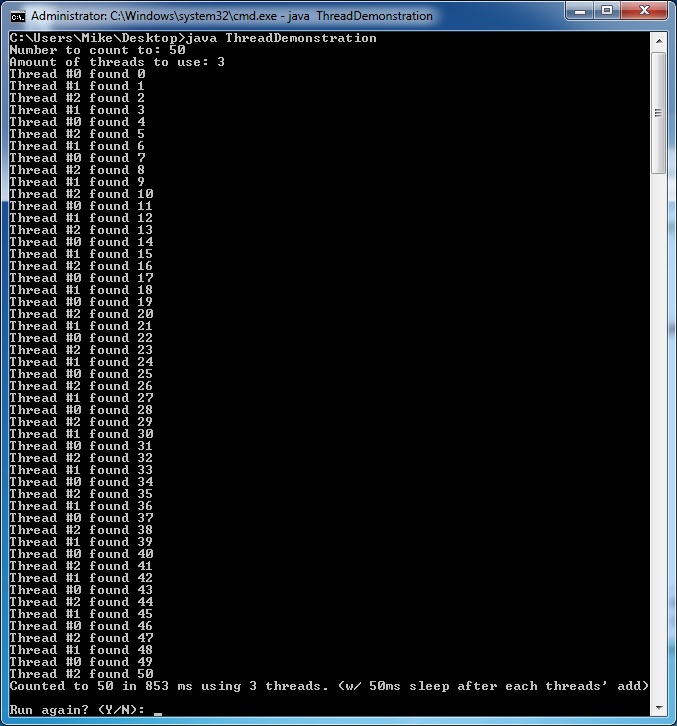 Administrator: C:\Windows\system32\cmd.exe - java  ThreadDemonstration
C:\Users\Mike\Desktop>java ThreadDemonstration
Number to count to: 50
Amount of threads to use: 3
Thread #0 found 0
Thread #1 found 1
Thread #2 found 2
Thread #1 found 3
Thread #0 found 4
Thread #2 found 5
Thread #1 found 6
Thread #0 found 7
Thread #2 found 8
Thread #1 found 9
Thread #2 found 10
Thread #0 found 11
Thread #1 found 12
Thread #2 found 13
Thread #0 found 14
Thread #1 found 15
Thread #2 found 16
Thread #0 found 17
Thread #1 found 18
Thread #0 found 19
Thread #2 found 20
Thread #1 found 21
Thread #0 found 22
Thread #2 found 23
Thread #1 found 24
Thread #0 found 25
Thread #2 found 26
Thread #1 found 27
Thread #0 found 28
Thread #2 found 29
Thread #1 found 30
Thread #0 found 31
Thread #2 found 32
Thread #1 found 33
Thread #0 found 34
Thread #2 found 35
Thread #1 found 36
Thread #0 found 37
Thread #2 found 38
Thread #1 found 39
Thread #0 found 40
Thread #2 found 41
Thread #1 found 42
Thread #0 found 43
Thread #2 found 44
Thread #1 found 45
Thread #0 found 46
Thread #2 found 47
Thread #1 found 48
Thread #0 found 49
Thread #2 found 50
Counted to 50 in 853 ms using 3 threads. (w/ 50ms sleep after each threads' add)
Run again? (Y/N): _